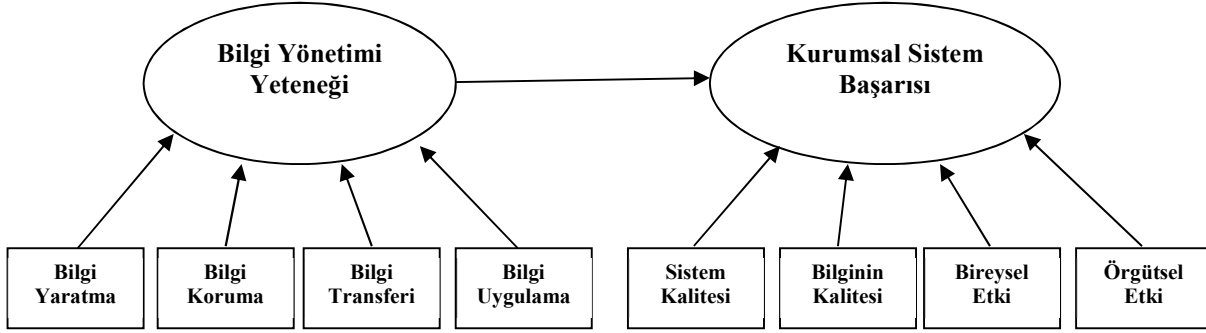 Bilgi Yönetimi
Yeteneği
Kurumsal Sistem
Başarısı
Bilgi
Yaratma
Bilgi
Koruma
Bilgi
Transferi
Bilgi
Uygulama
Sistem
Kalitesi
Bilginin
Kalitesi
Bireysel
Etki
Örgütsel
Etki